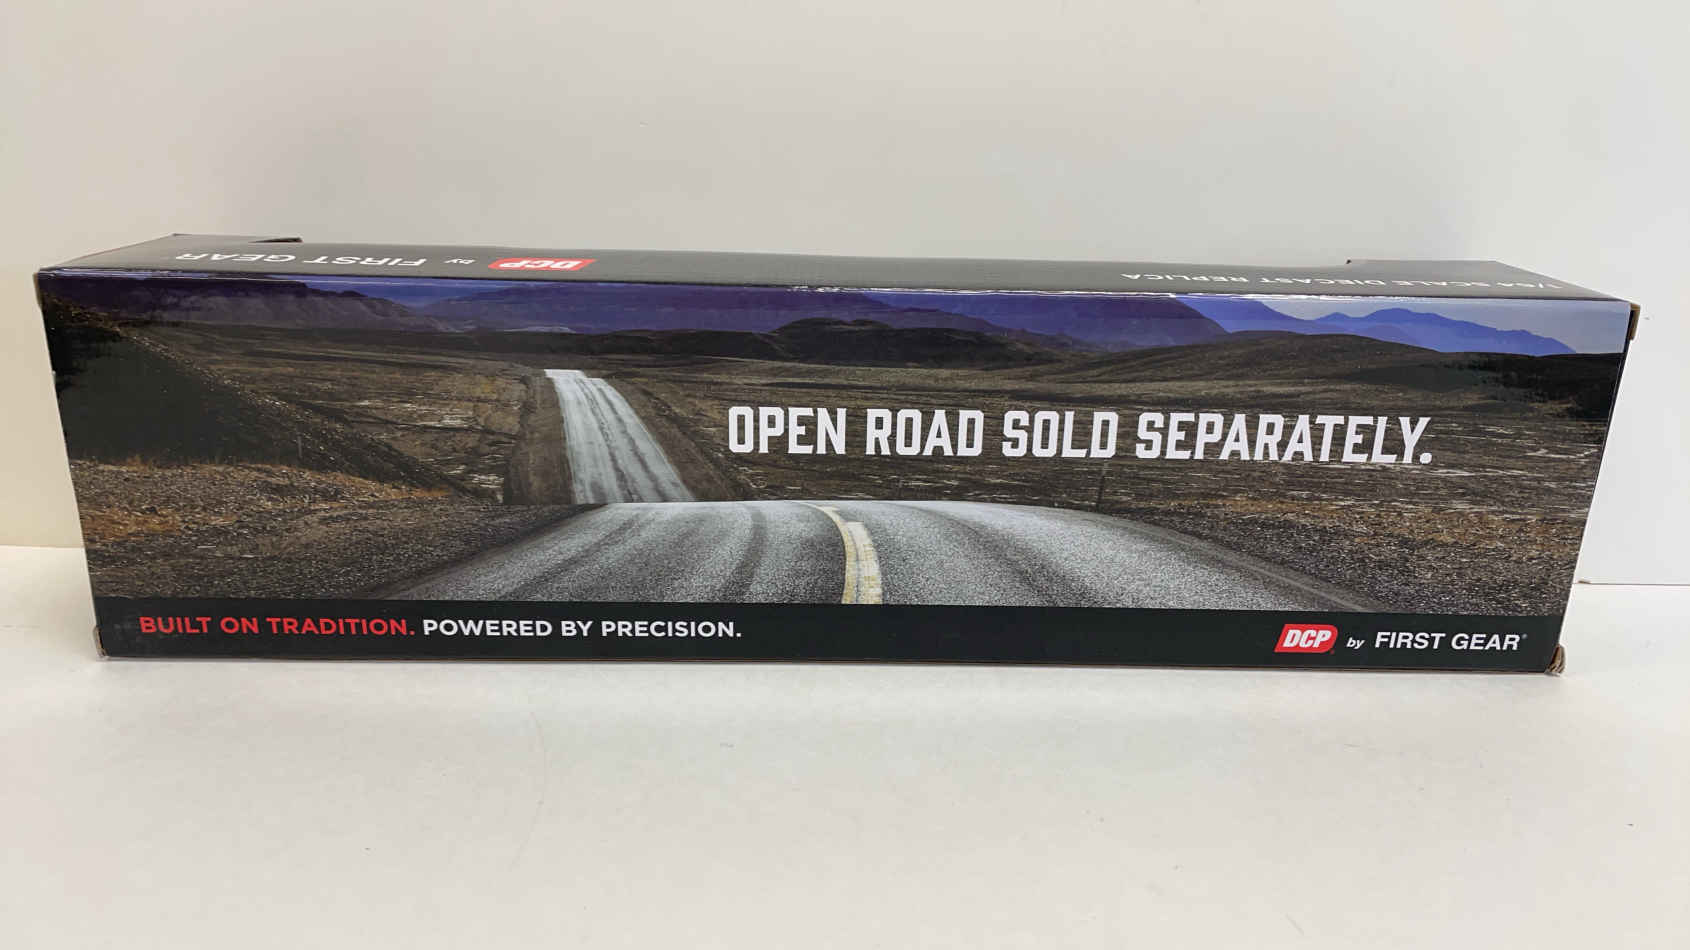 FIRST GEAR by DCP
1/64 SCALE DIECAST REPLICA
OPEN ROAD SOLD SEPARATELY.
BUILT ON TRADITION. POWERED BY PRECISION.
DCP by FIRST GEAR®